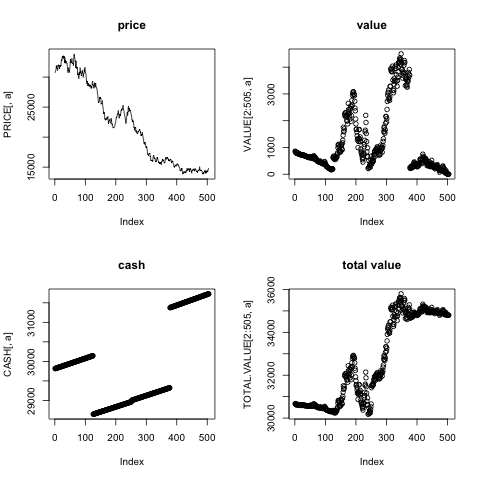 price
PRICE[, a]
15000
25000
0 100 200 300 400 500
Index
value
VALUE[2:505, a]
0 1000 3000
0 100 200 300 400 500
Index
cash
CASH[, a]
29000 30000 31000
0 100 200 300 400 500
Index
total value
TOTAL.VALUE[2:505, a]
30000 32000 34000 36000
0 100 200 300 400 500
Index